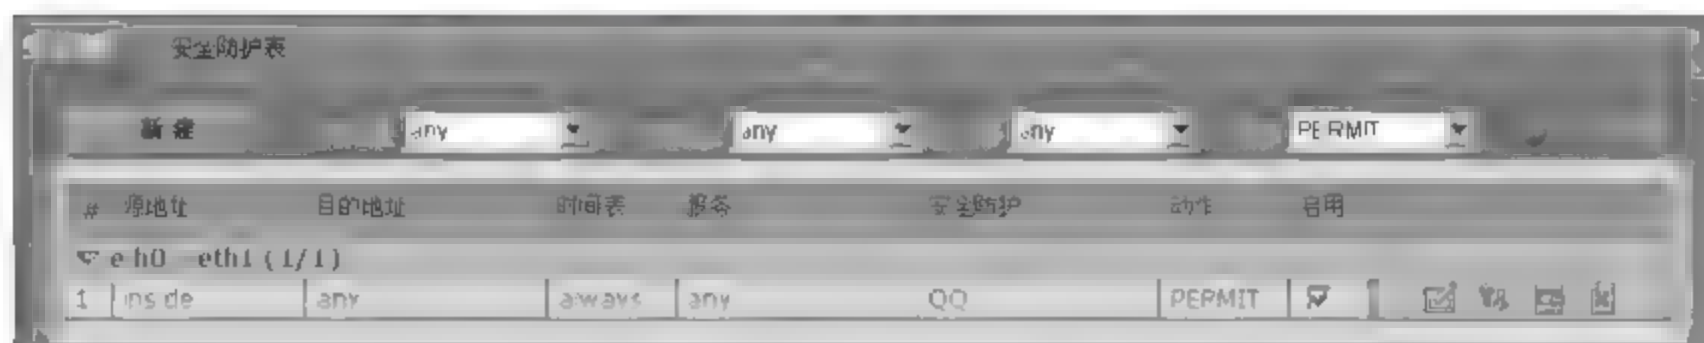 安全防护表
新建 any any any PERMIT
# 源地址 目的地址 时间表 服务 安全防护 动作 启用
eth0 eth1 (1/1)
1 inside any always any QQ PERMIT